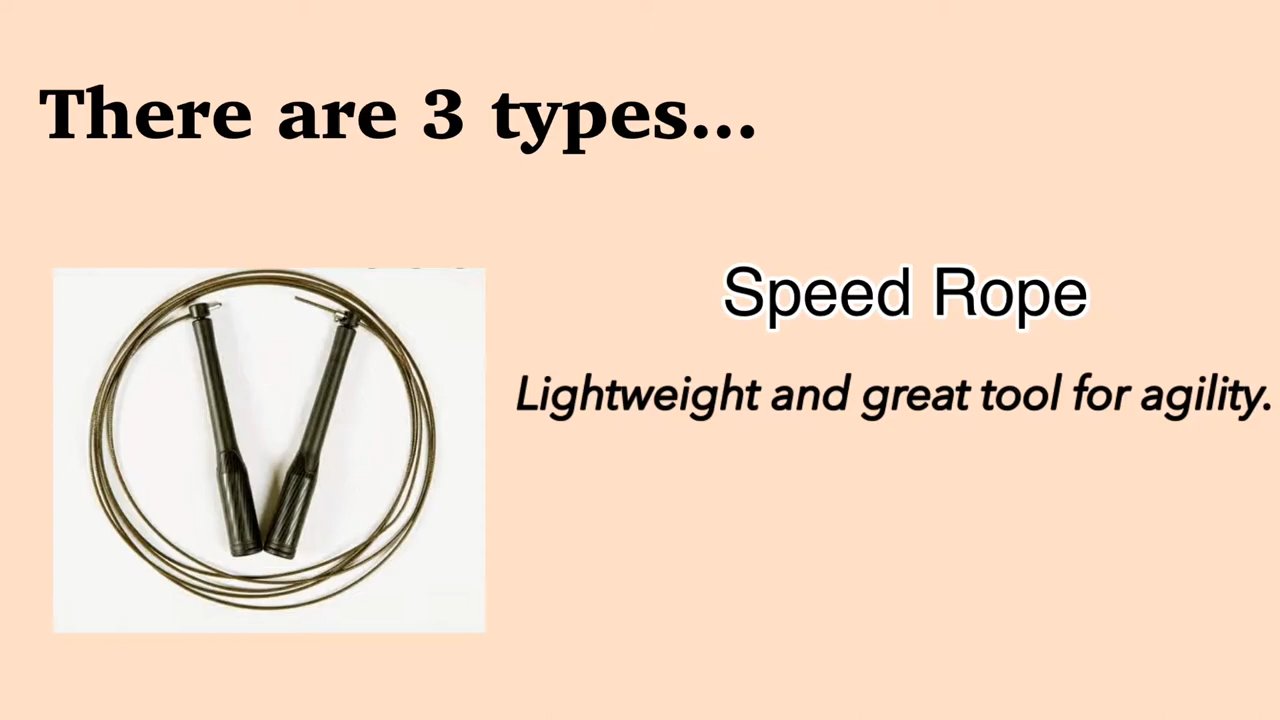 There are 3 types...
Speed Rope
Lightweight and great tool for agility.